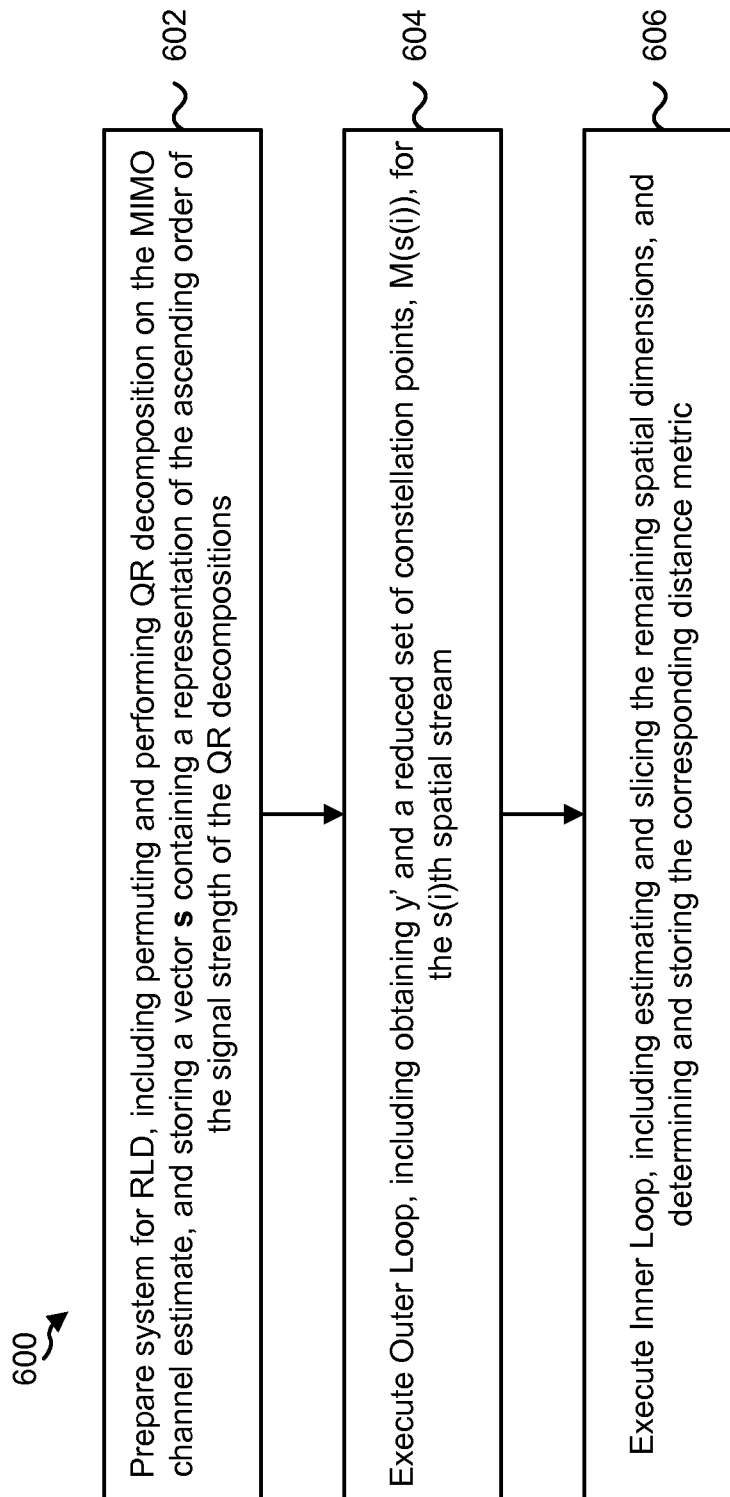 600
Prepare system for RLD, including permuting and performing QR decomposition on the MIMO
channel estimate, and storing a vector s containing a representation of the ascending order of
the signal strength of the QR decompositions
602
Execute Outer Loop, including obtaining y' and a reduced set of constellation points, M(s(i)), for
the s(i)th spatial stream
604
Execute Inner Loop, including estimating and slicing the remaining spatial dimensions, and
determining and storing the corresponding distance metric
606